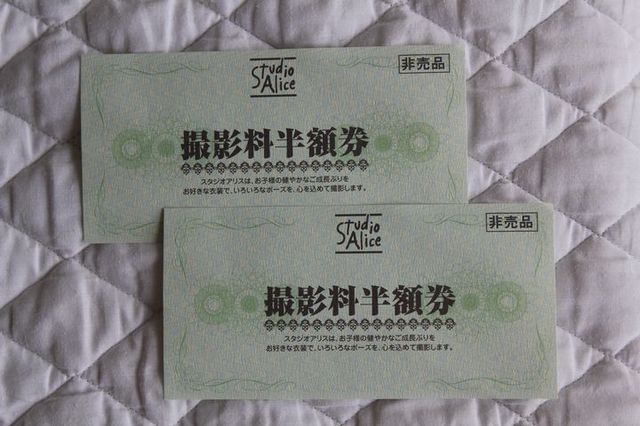 Studio
Alice
非売品
撮影料半額券
スタジオアリスは、お子様の健やかなご成長ぶりを
お好きな衣装で、いろいろなポーズを、心を込めて撮影します。
Studio
Alice
非売品
撮影料半額券
スタジオアリスは、お子様の健やかなご成長ぶりを
お好きな衣装で、いろいろなポーズを、心を込めて撮影します。